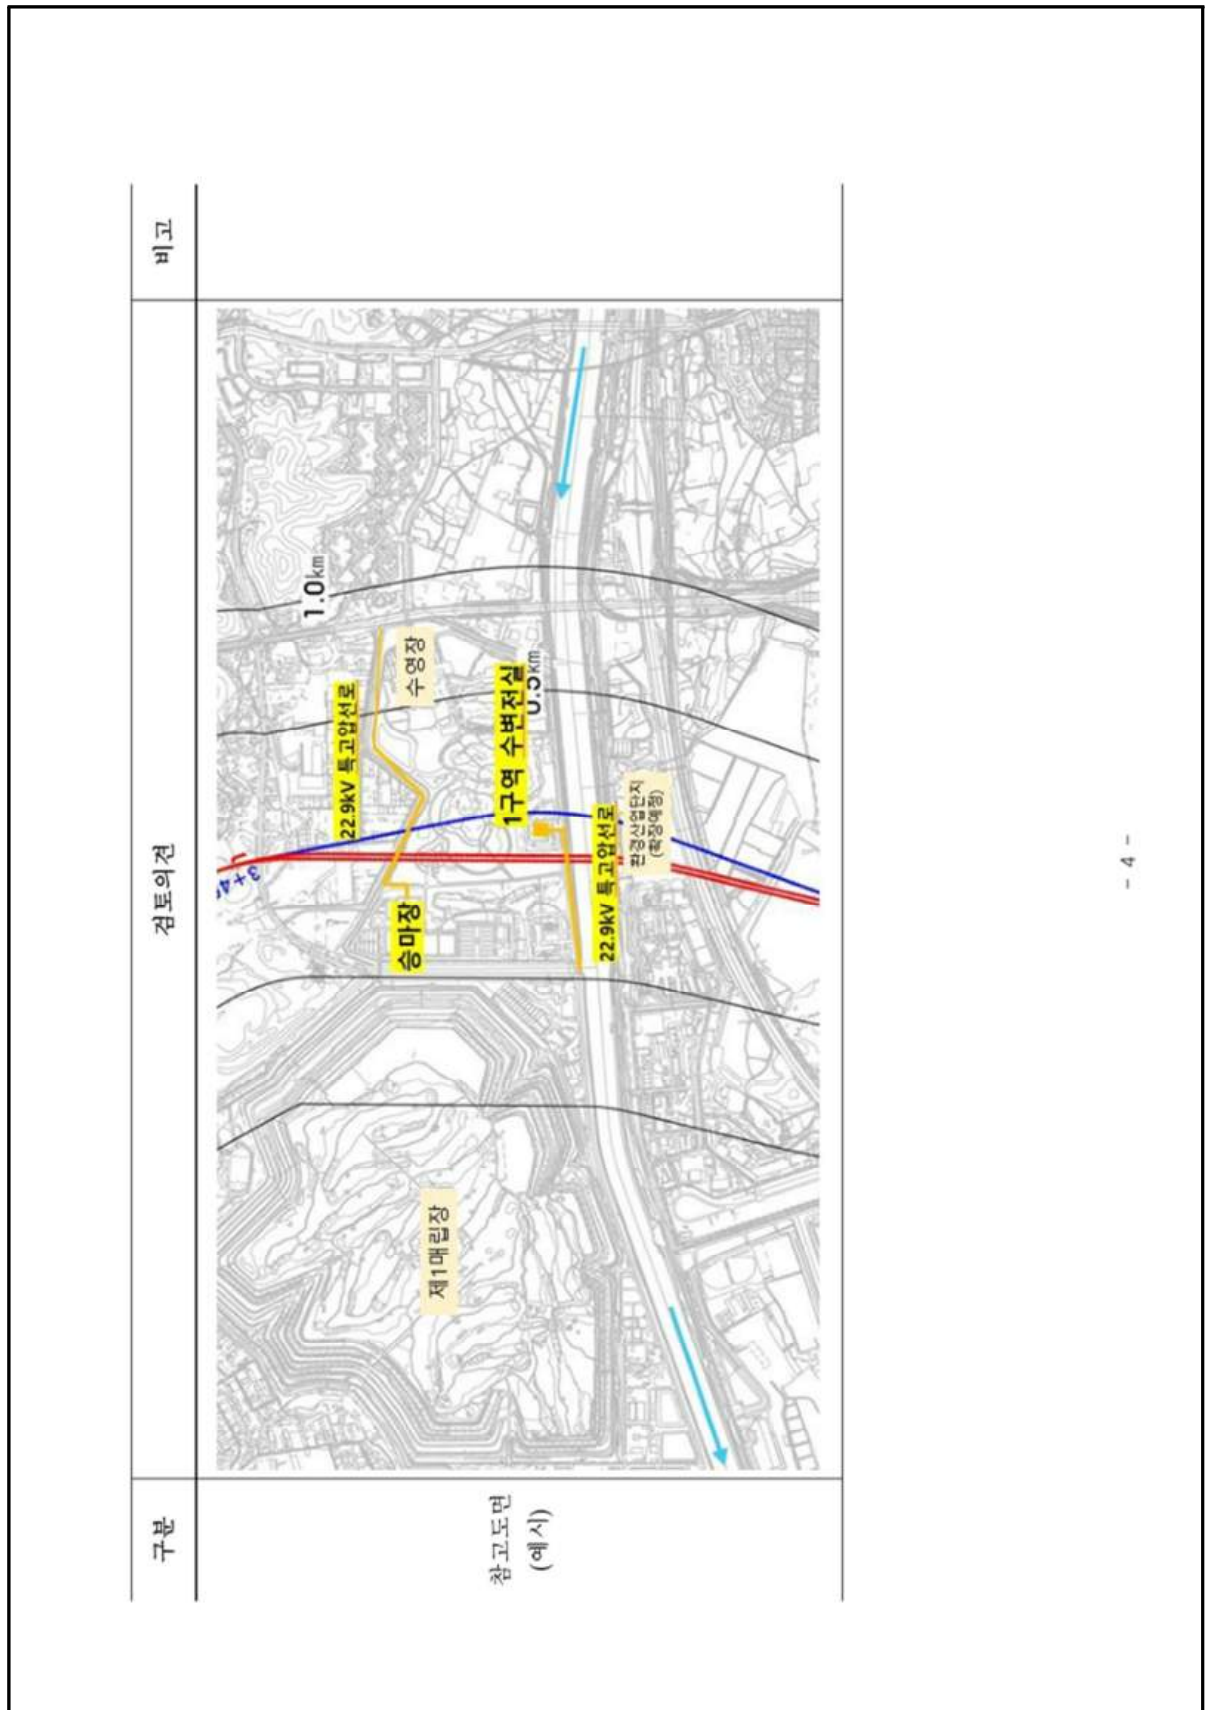 구분
검토의견
비고
참고도면
(예시)
1.0km
수영장
22.9kV 특고압선로
1구역 수변전실
0.5km
승마장
22.9kV 특고압선로
환경산업단지
(확장예정)
제1매립장
- 4 -